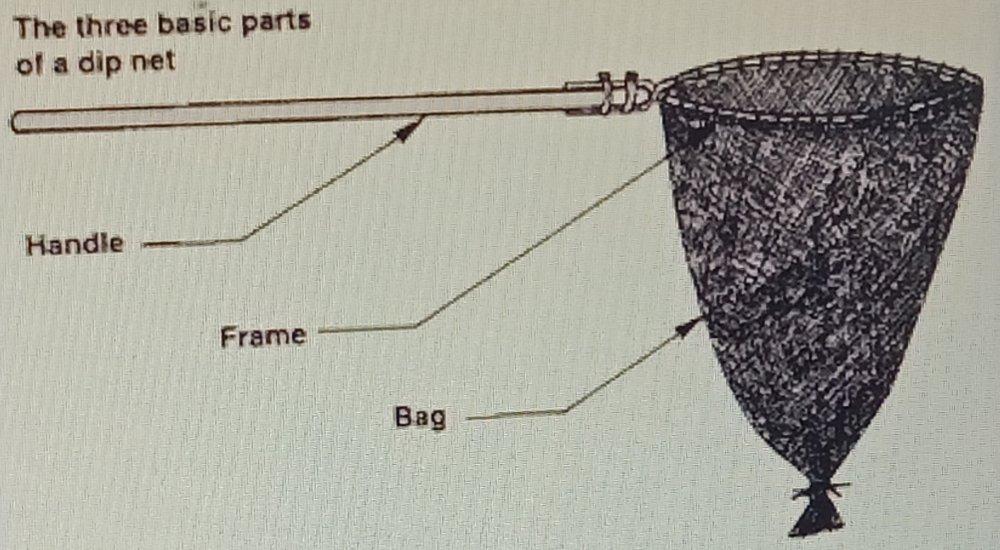 The three basic parts
of a dip net
Handle
Frame
Bag